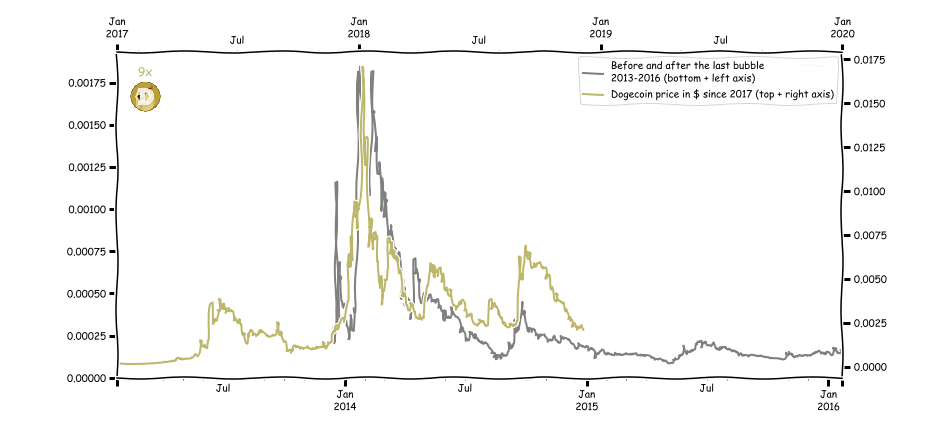 Jan
2017
Jul
Jan
2018
Jul
Jan
2019
Jul
Jan
2020
9x
Before and after the last bubble
2013-2016 (bottom + left axis)
Dogecoin price in $ since 2017 (top + right axis)
0.00175
0.00150
0.00125
0.00100
0.00075
0.00050
0.00025
0.00000
0.0175
0.0150
0.0125
0.0100
0.0075
0.0050
0.0025
0.0000
Jul
Jan
2014
Jul
Jan
2015
Jul
Jan
2016